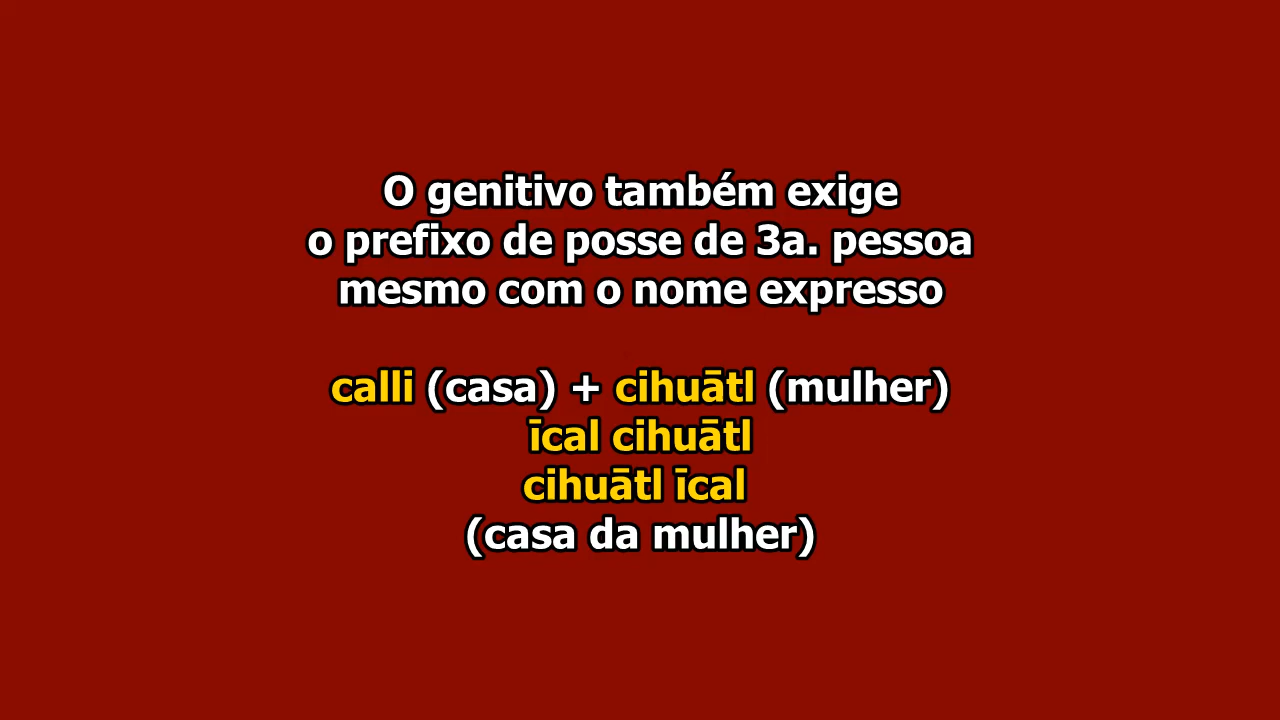 O genitivo também exige
o prefixo de posse de 3a. pessoa
mesmo com o nome expresso
calli (casa) + cihuātl (mulher)
īcal cihuātl
cihuātl īcal
(casa da mulher)